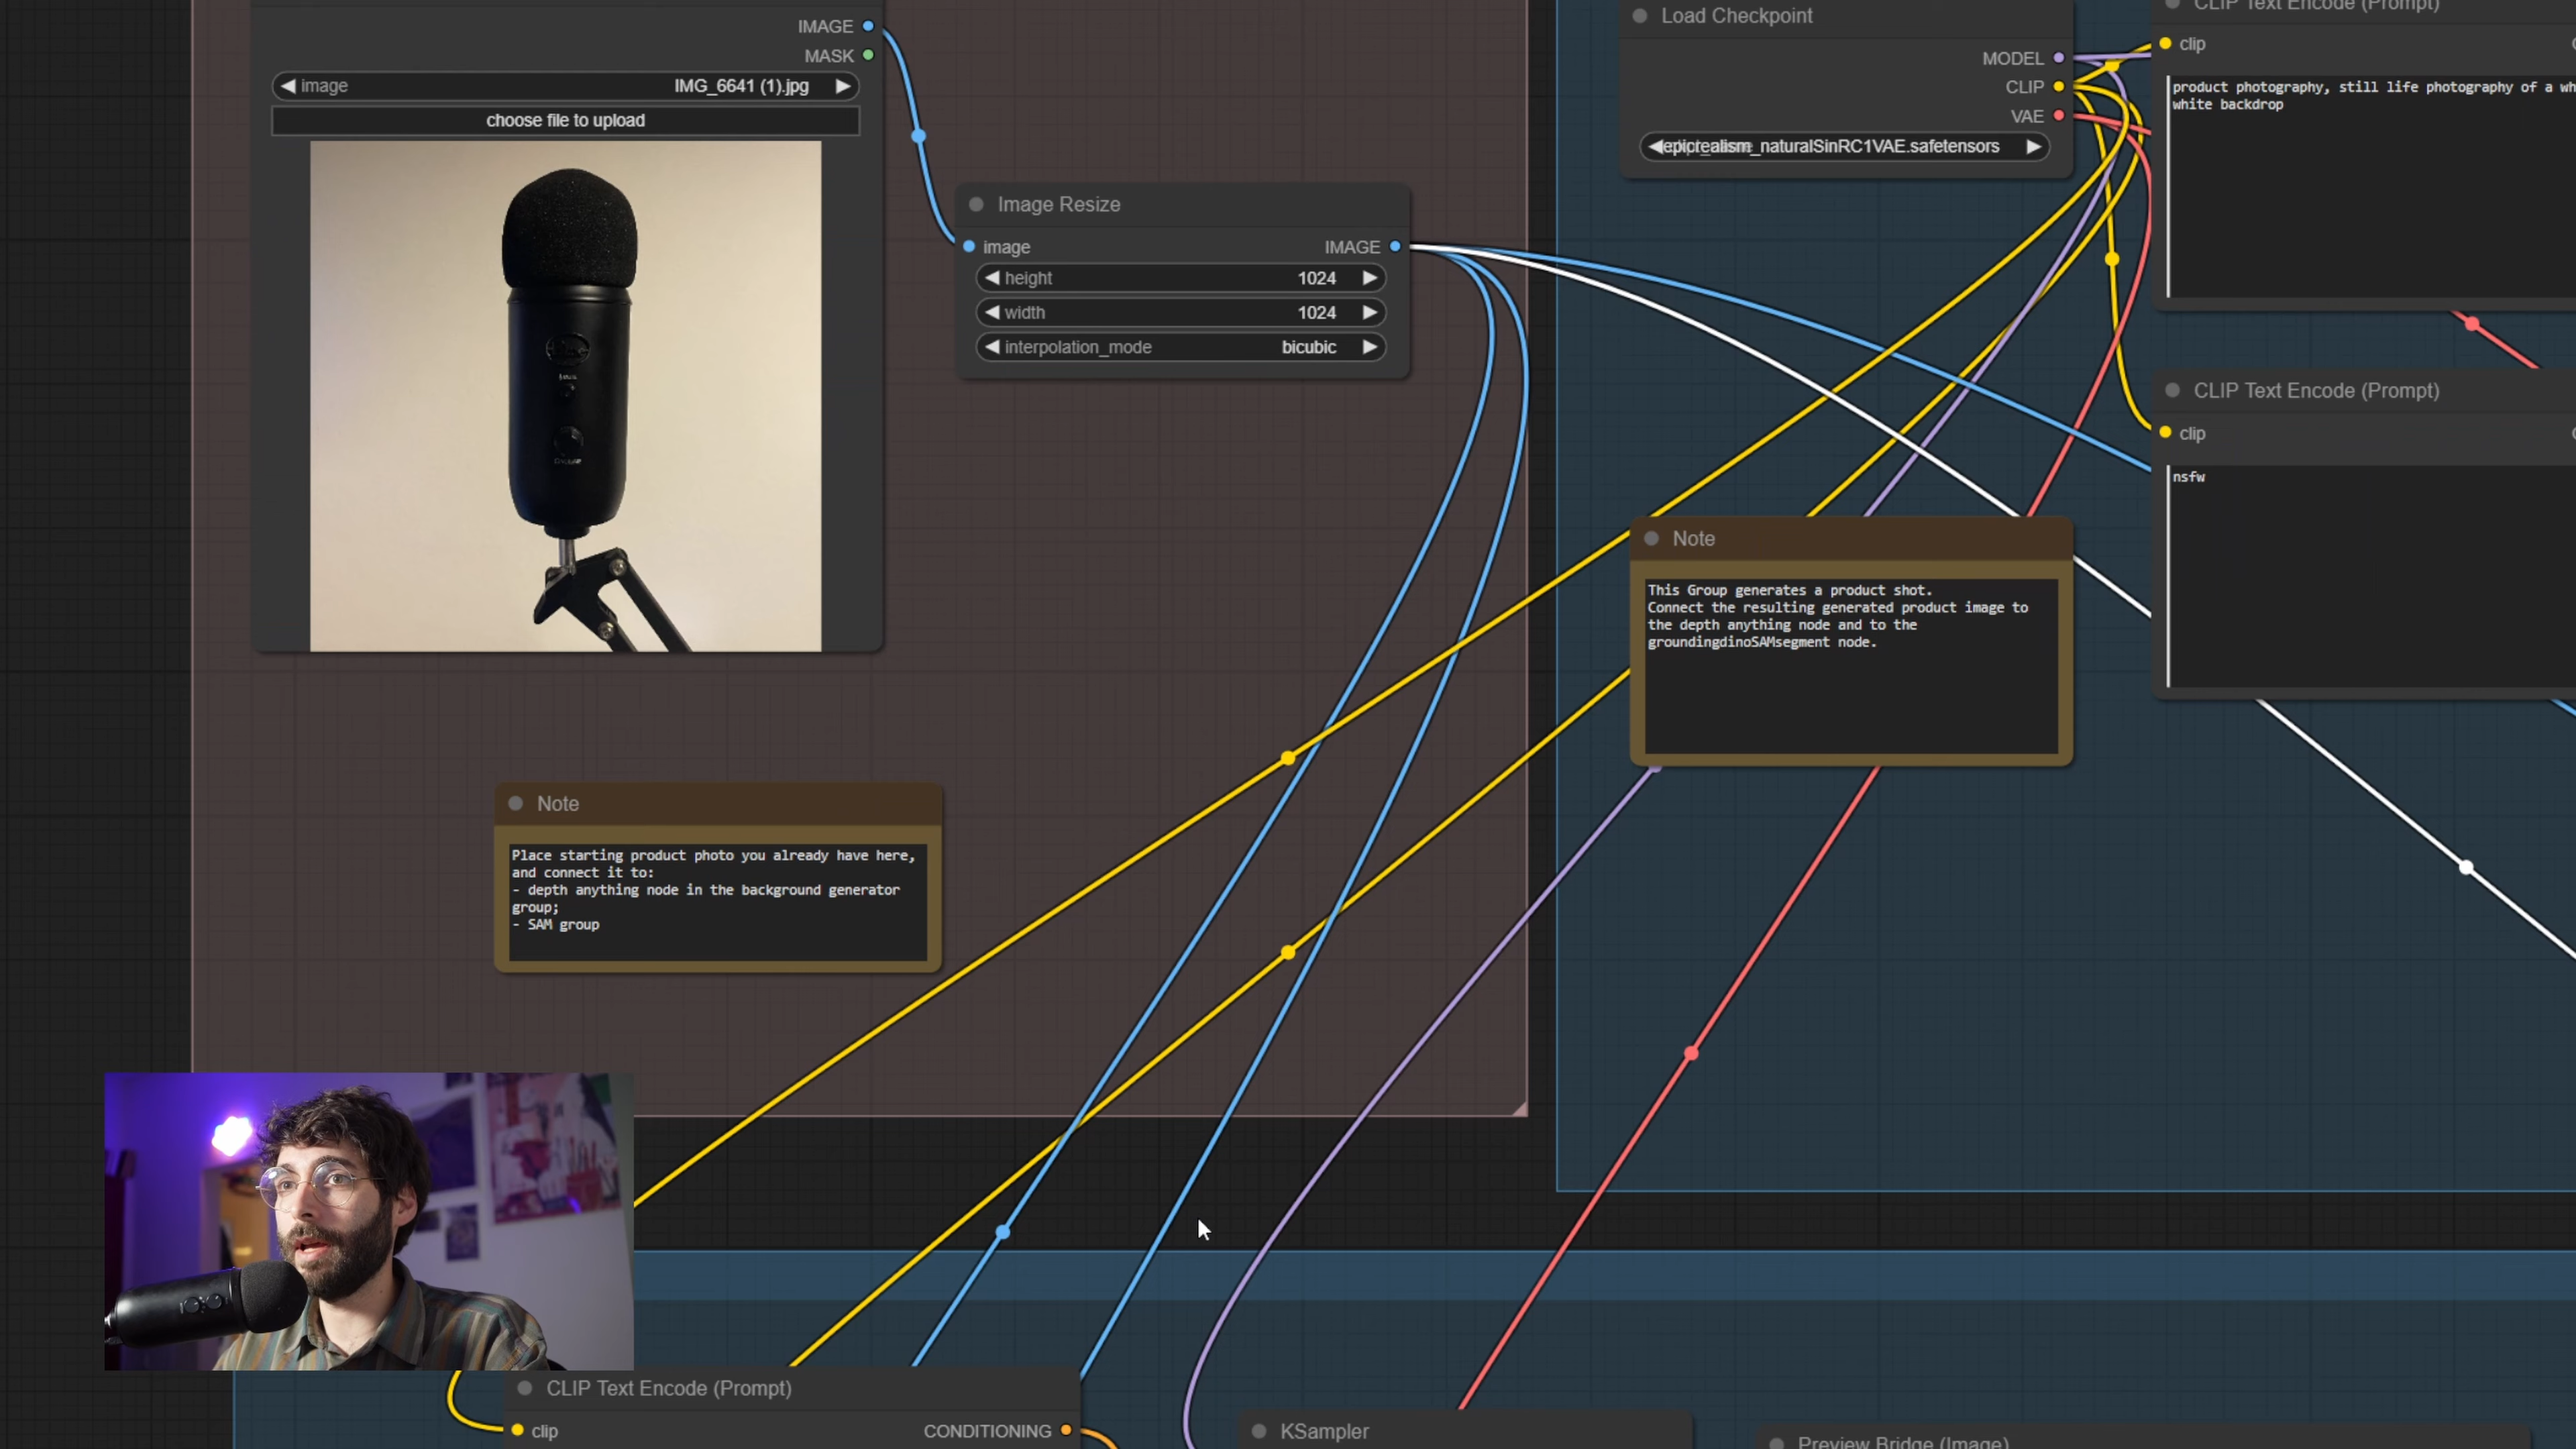 IMAGE
MASK
image IMG_6641 (1).jpg
choose file to upload
Image Resize
image IMAGE
height 1024
width 1024
interpolation_mode bicubic
Note
Place starting product photo you already have here,
and connect it to:
- depth anything node in the background generator
group;
- SAM group
Load Checkpoint
MODEL
CLIP
VAE
epicrealism_naturalSinRC1VAE.safetensors
Note
This Group generates a product shot.
Connect the resulting generated product image to
the depth anything node and to the
groundingdinoSAMsegment node.
CLIP Text Encode (Prompt)
clip
product photography, still life photography of a
white backdrop
CLIP Text Encode (Prompt)
clip
nsfw
CLIP Text Encode (Prompt)
clip CONDITIONING
KSampler
Preview Bridge (Image)